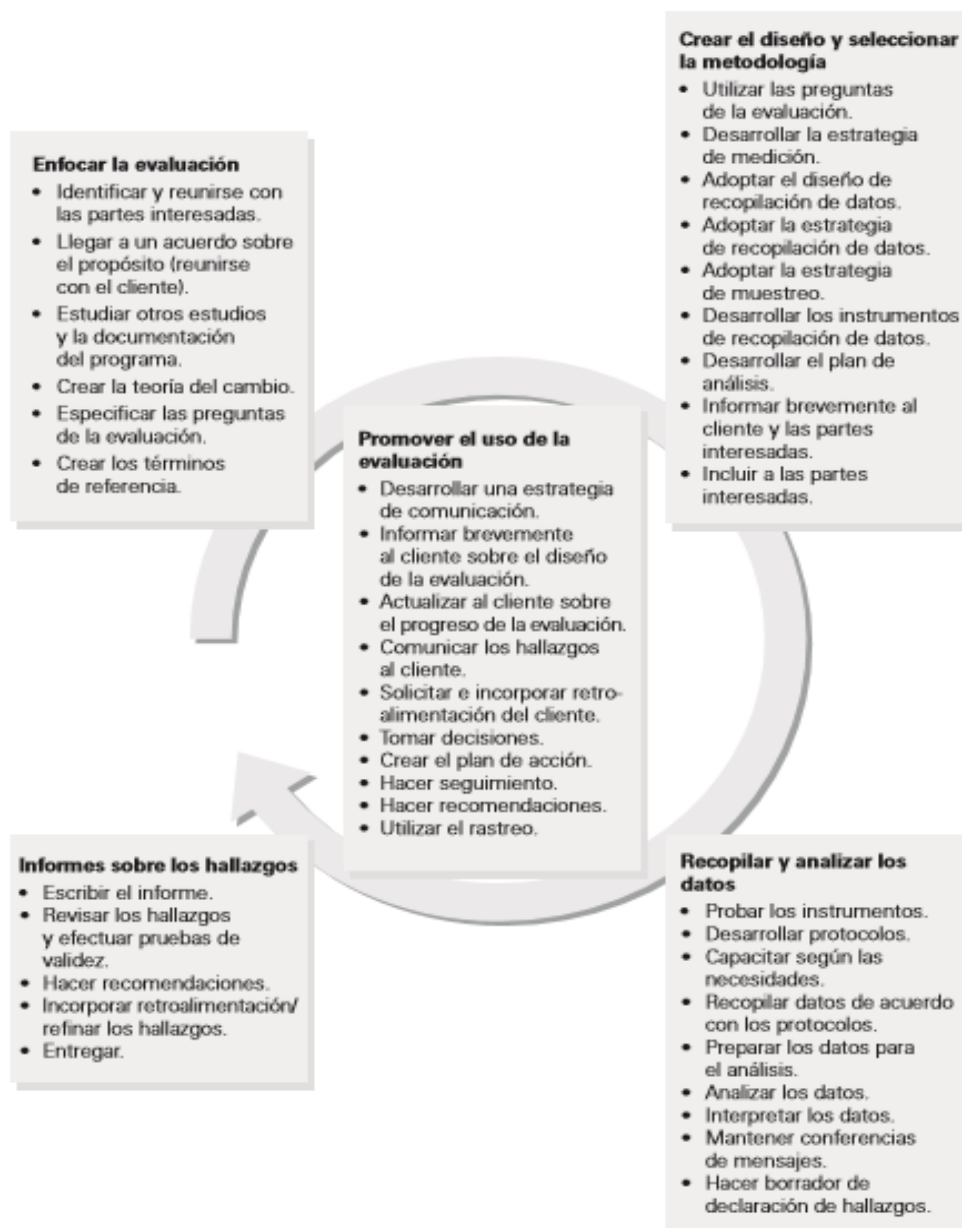 Enfocar la evaluación
• Identificar y reunirse con
las partes interesadas.
• Llegar a un acuerdo sobre
el propósito (reunirse
con el cliente).
• Estudiar otros estudios
y la documentación
del programa.
• Crear la teoría del cambio.
• Especificar las preguntas
de la evaluación.
• Crear los términos
de referencia.
Crear el diseño y seleccionar
la metodología
• Utilizar las preguntas
de la evaluación.
• Desarrollar la estrategia
de medición.
• Adoptar el diseño de
recopilación de datos.
• Adoptar la estrategia
de recopilación de datos.
• Adoptar la estrategia
de muestreo.
• Desarrollar los instrumentos
de recopilación de datos.
• Desarrollar el plan de
análisis.
• Informar brevemente al
cliente y las partes
interesadas.
• Incluir a las partes
interesadas.
Promover el uso de la
evaluación
• Desarrollar una estrategia
de comunicación.
• Informar brevemente
al cliente sobre el diseño
de la evaluación.
• Actualizar al cliente sobre
el progreso de la evaluación.
• Comunicar los hallazgos
al cliente.
• Solicitar e incorporar retro-
alimentación del cliente.
• Tomar decisiones.
• Crear el plan de acción.
• Hacer seguimiento.
• Hacer recomendaciones.
• Utilizar el rastreo.
Informes sobre los hallazgos
• Escribir el informe.
• Revisar los hallazgos
y efectuar pruebas de
validez.
• Hacer recomendaciones.
• Incorporar retroalimentación/
refinar los hallazgos.
• Entregar.
Recopilar y analizar los
datos
• Probar los instrumentos.
• Desarrollar protocolos.
• Capacitar según las
necesidades.
• Recopilar datos de acuerdo
con los protocolos.
• Preparar los datos para
el análisis.
• Analizar los datos.
• Interpretar los datos.
• Mantener conferencias
de mensajes.
• Hacer borrador de
declaración de hallazgos.